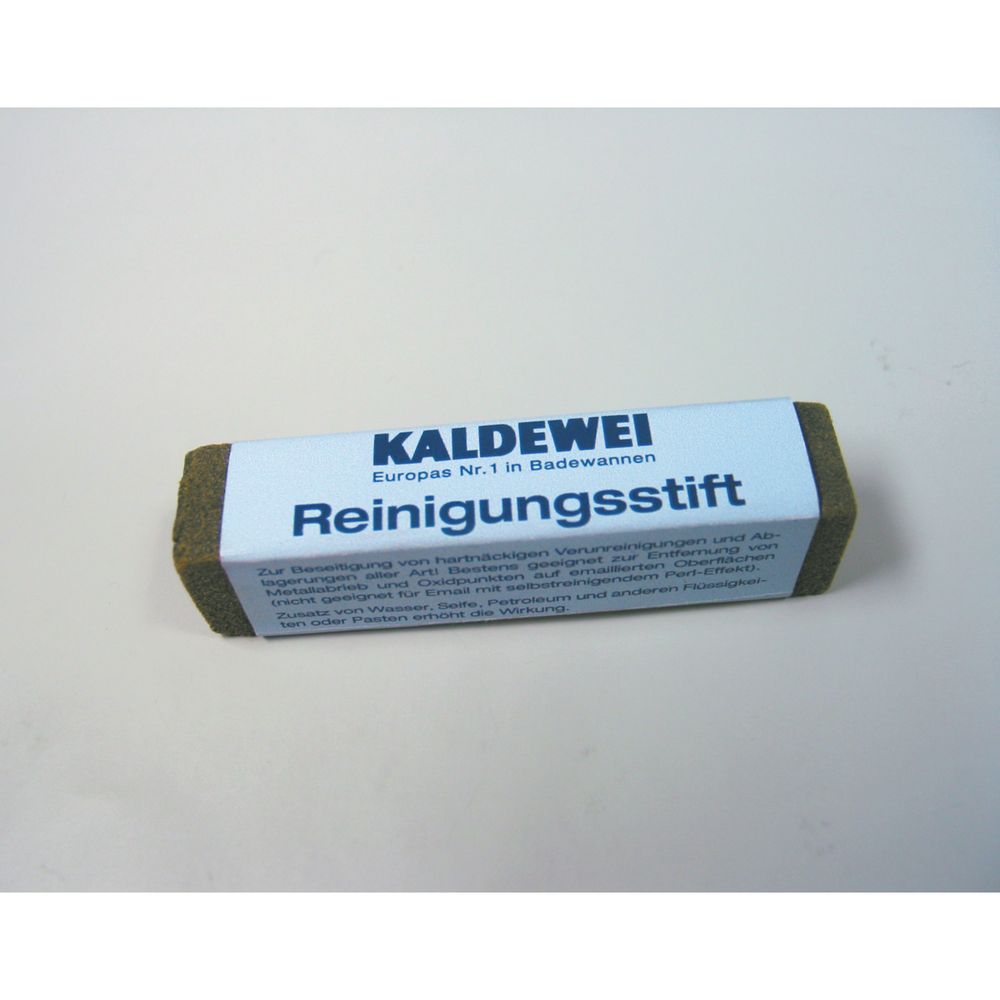 KALDEWEI
Europas Nr. 1 in Badewannen
Reinigungsstift
Zur Beseitigung von hartnäckigen Verunreinigungen und Ab-
lagerungen aller Art! Bestens geeignet zur Entfernung von
Metallabrieb und Oxidpunkten auf emaillierten Oberflächen
(nicht geeignet für Email mit selbstreinigendem Perl-Effekt).
Zusatz von Wasser, Seife, Petroleum und anderen Flüssigkei-
ten oder Pasten erhöht die Wirkung.